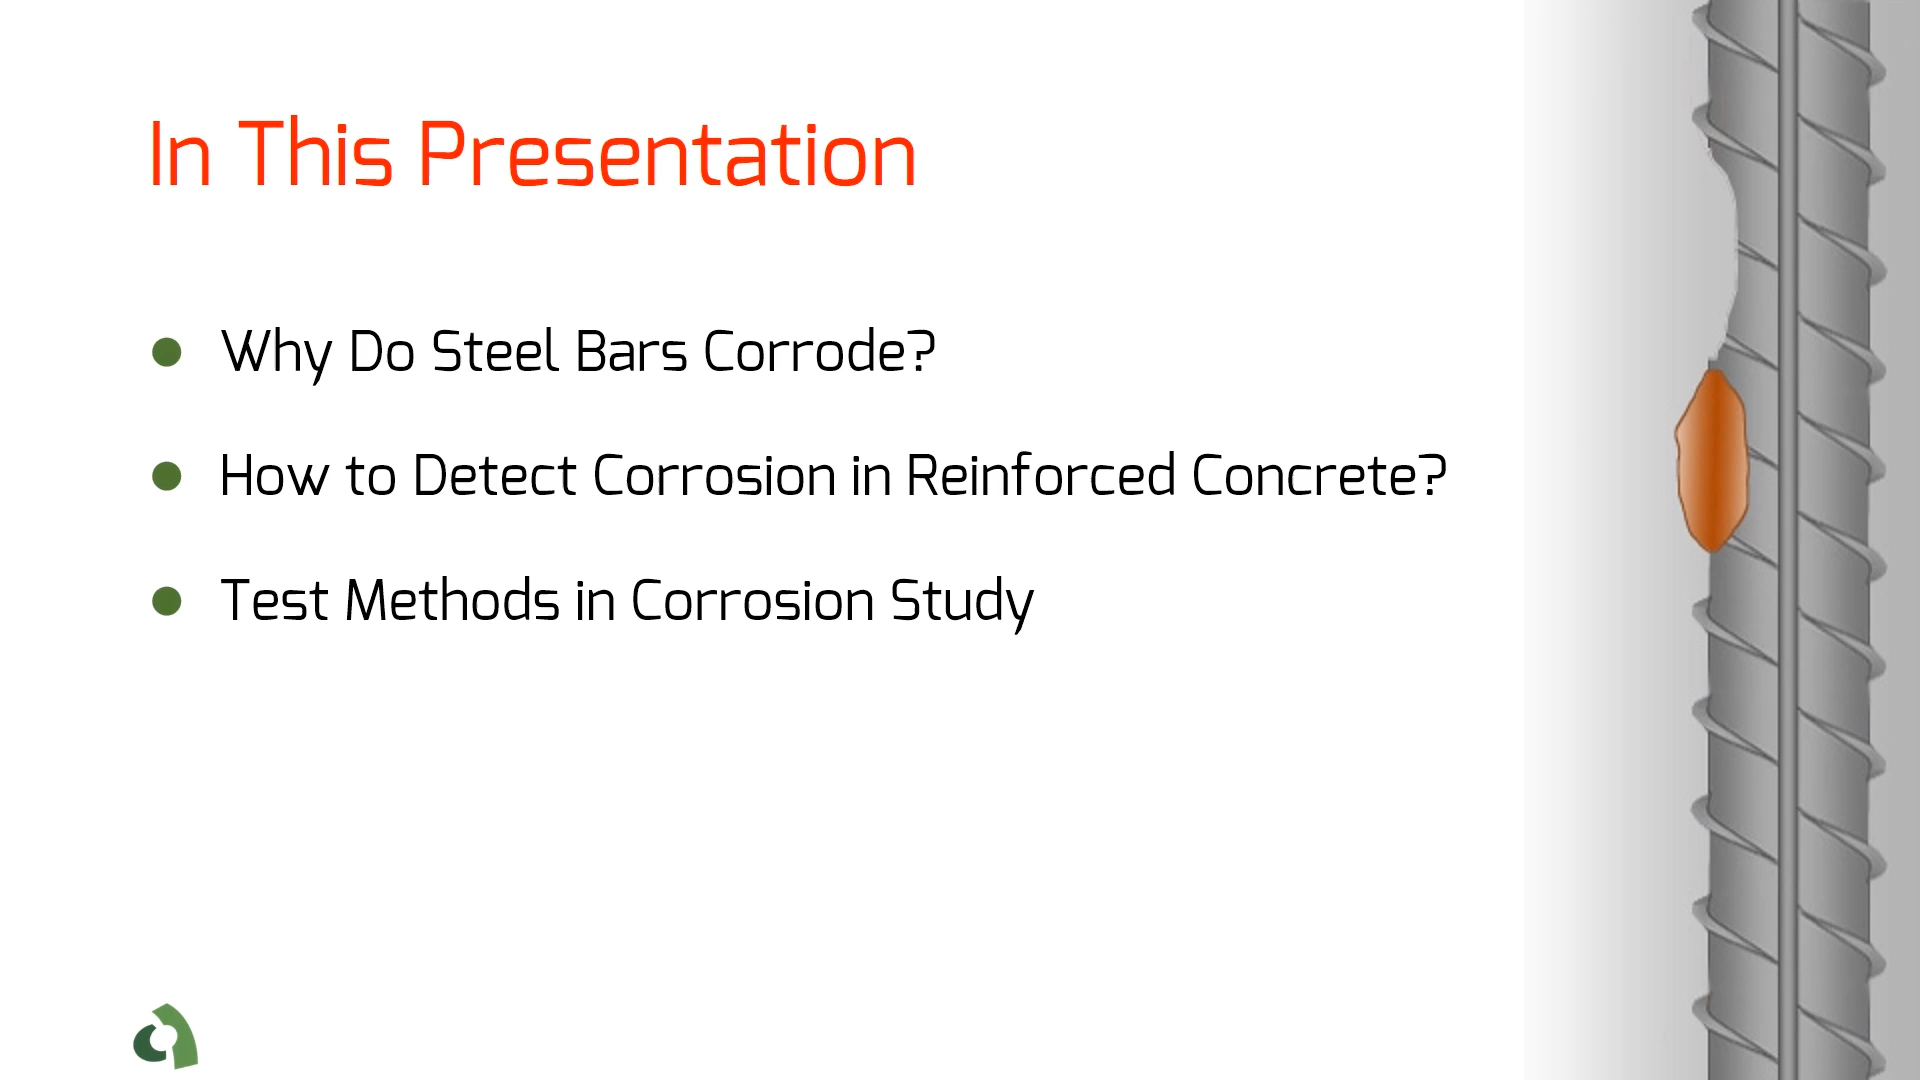 In This Presentation
Why Do Steel Bars Corrode?
How to Detect Corrosion in Reinforced Concrete?
Test Methods in Corrosion Study